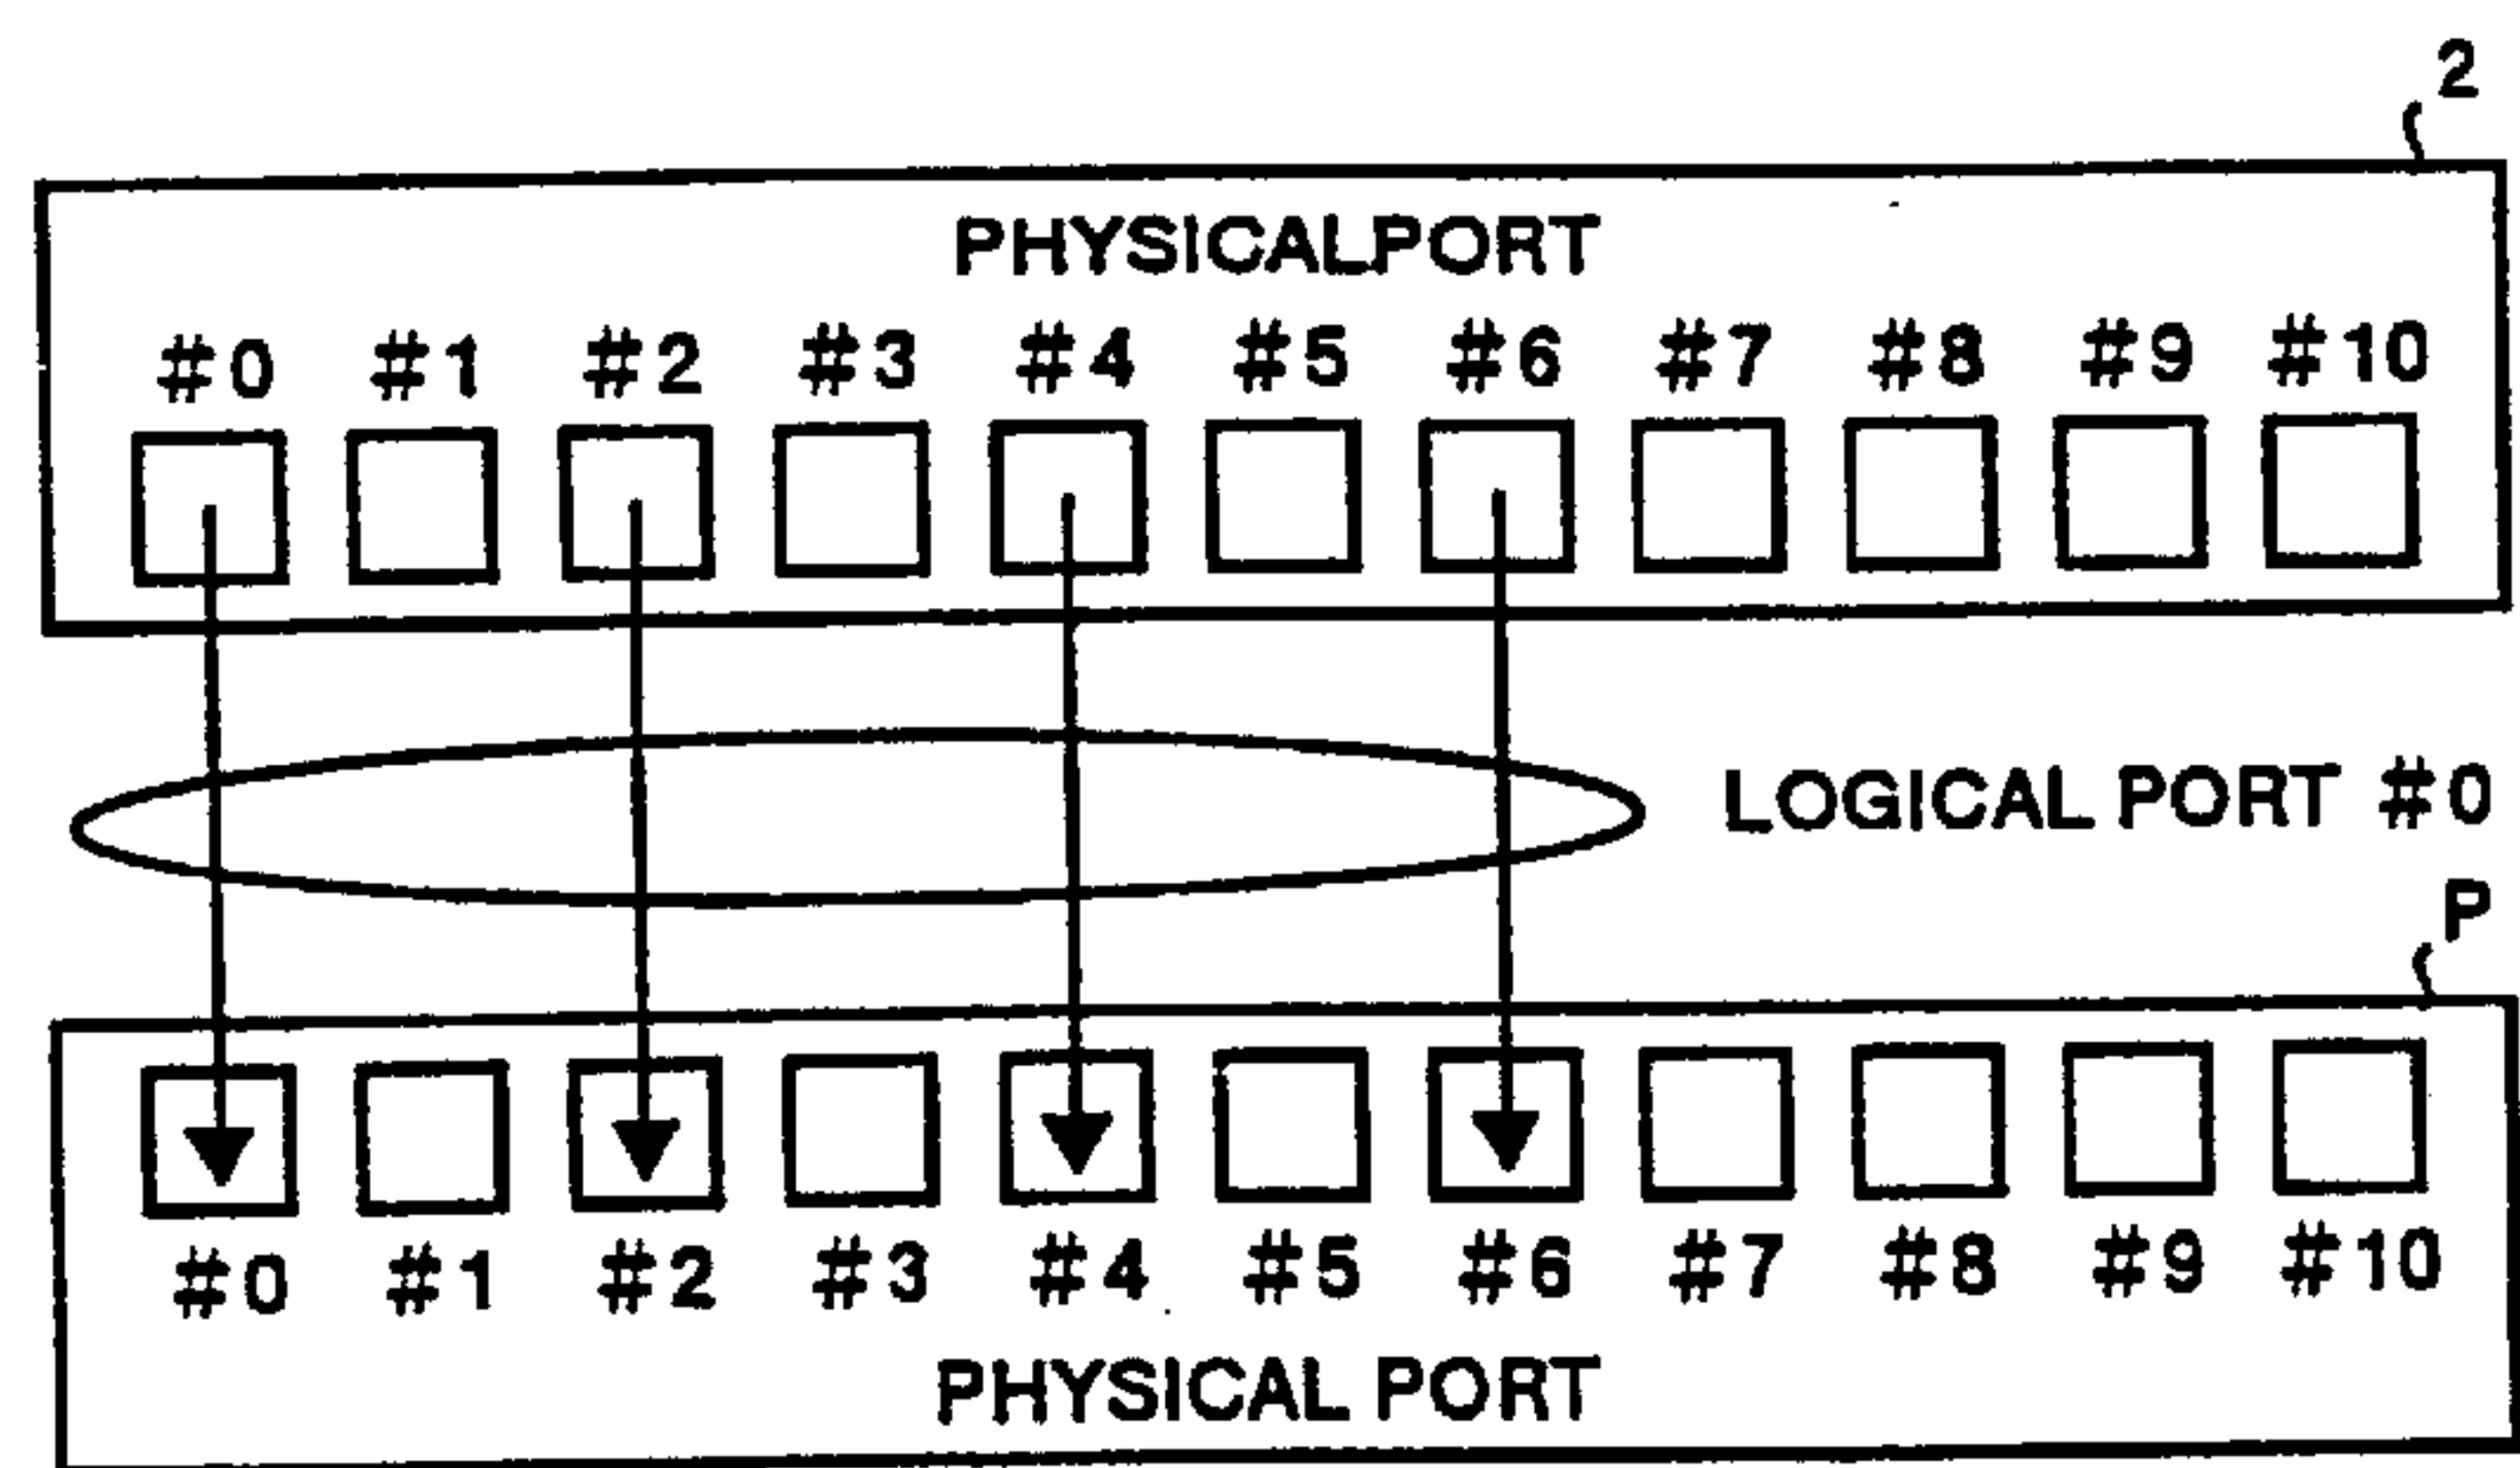 2
PHYSICALPORT
#0 #1 #2 #3 #4 #5 #6 #7 #8 #9 #10
LOGICAL PORT #0
P
#0 #1 #2 #3 #4 #5 #6 #7 #8 #9 #10
PHYSICAL PORT